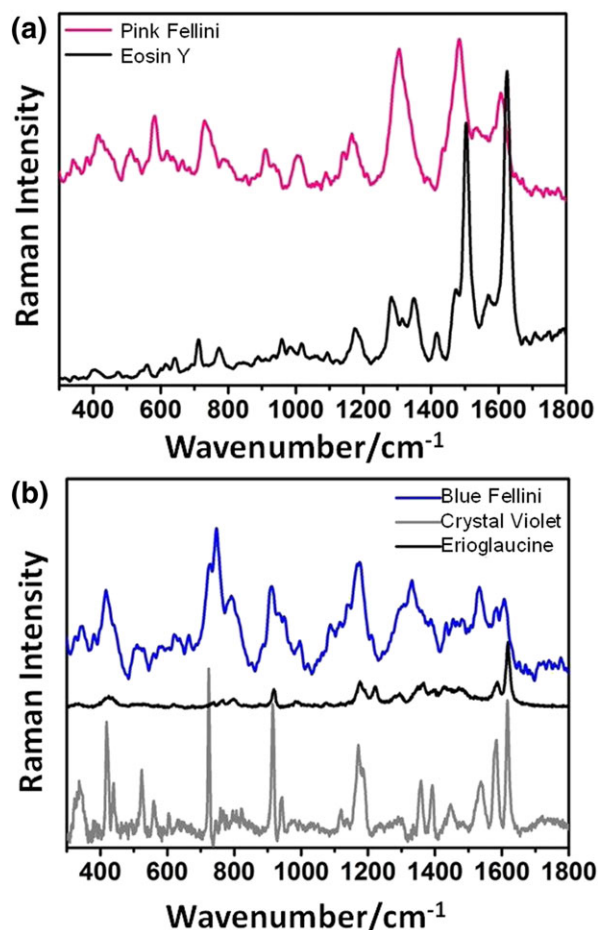 (a)
Pink Fellini
Eosin Y
Raman Intensity
400 600 800 1000 1200 1400 1600 1800
Wavenumber/cm-1
(b)
Blue Fellini
Crystal Violet
Erioglaucine
Raman Intensity
400 600 800 1000 1200 1400 1600 1800
Wavenumber/cm-1